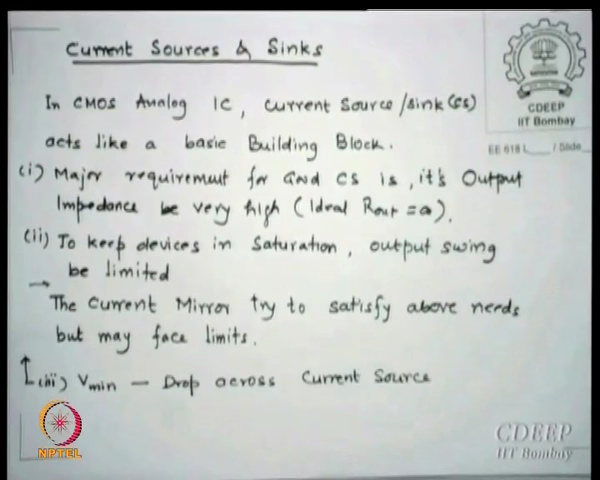 Current Sources & Sinks
In CMOS Analog IC, Current Source/sink(CS)
acts like a basic Building Block.
(i) Major requirement for Good CS is, it's Output
Impedance be very high (Ideal Rout = ∞).
(ii) To keep devices in Saturation, output swing
be limited
→ The Current Mirror try to satisfy above needs
but may face limits.
(iii) Vmin — Drop across Current Source
CDEEP
IIT Bombay
EE 618 L___ / Slide
NPTEL
CDEEP
IIT Bombay